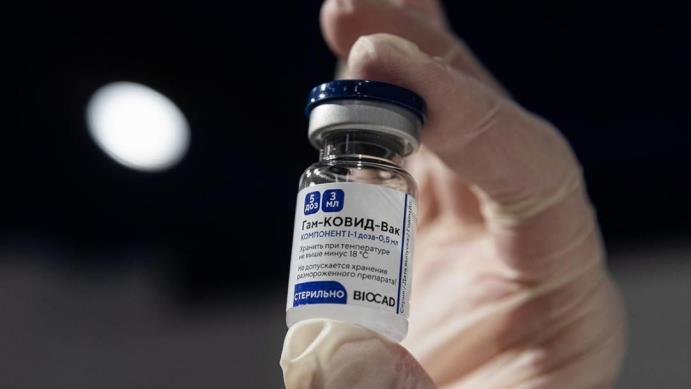 5 ДОЗ 3 МЛ
Гам-КОВИД-Вак
КОМПОНЕНТ I-1 доза-0,5 мл
Хранить при температуре
не выше минус 18 °C
Не допускается хранение
размороженного препарата!
СТЕРИЛЬНО BIOCAD